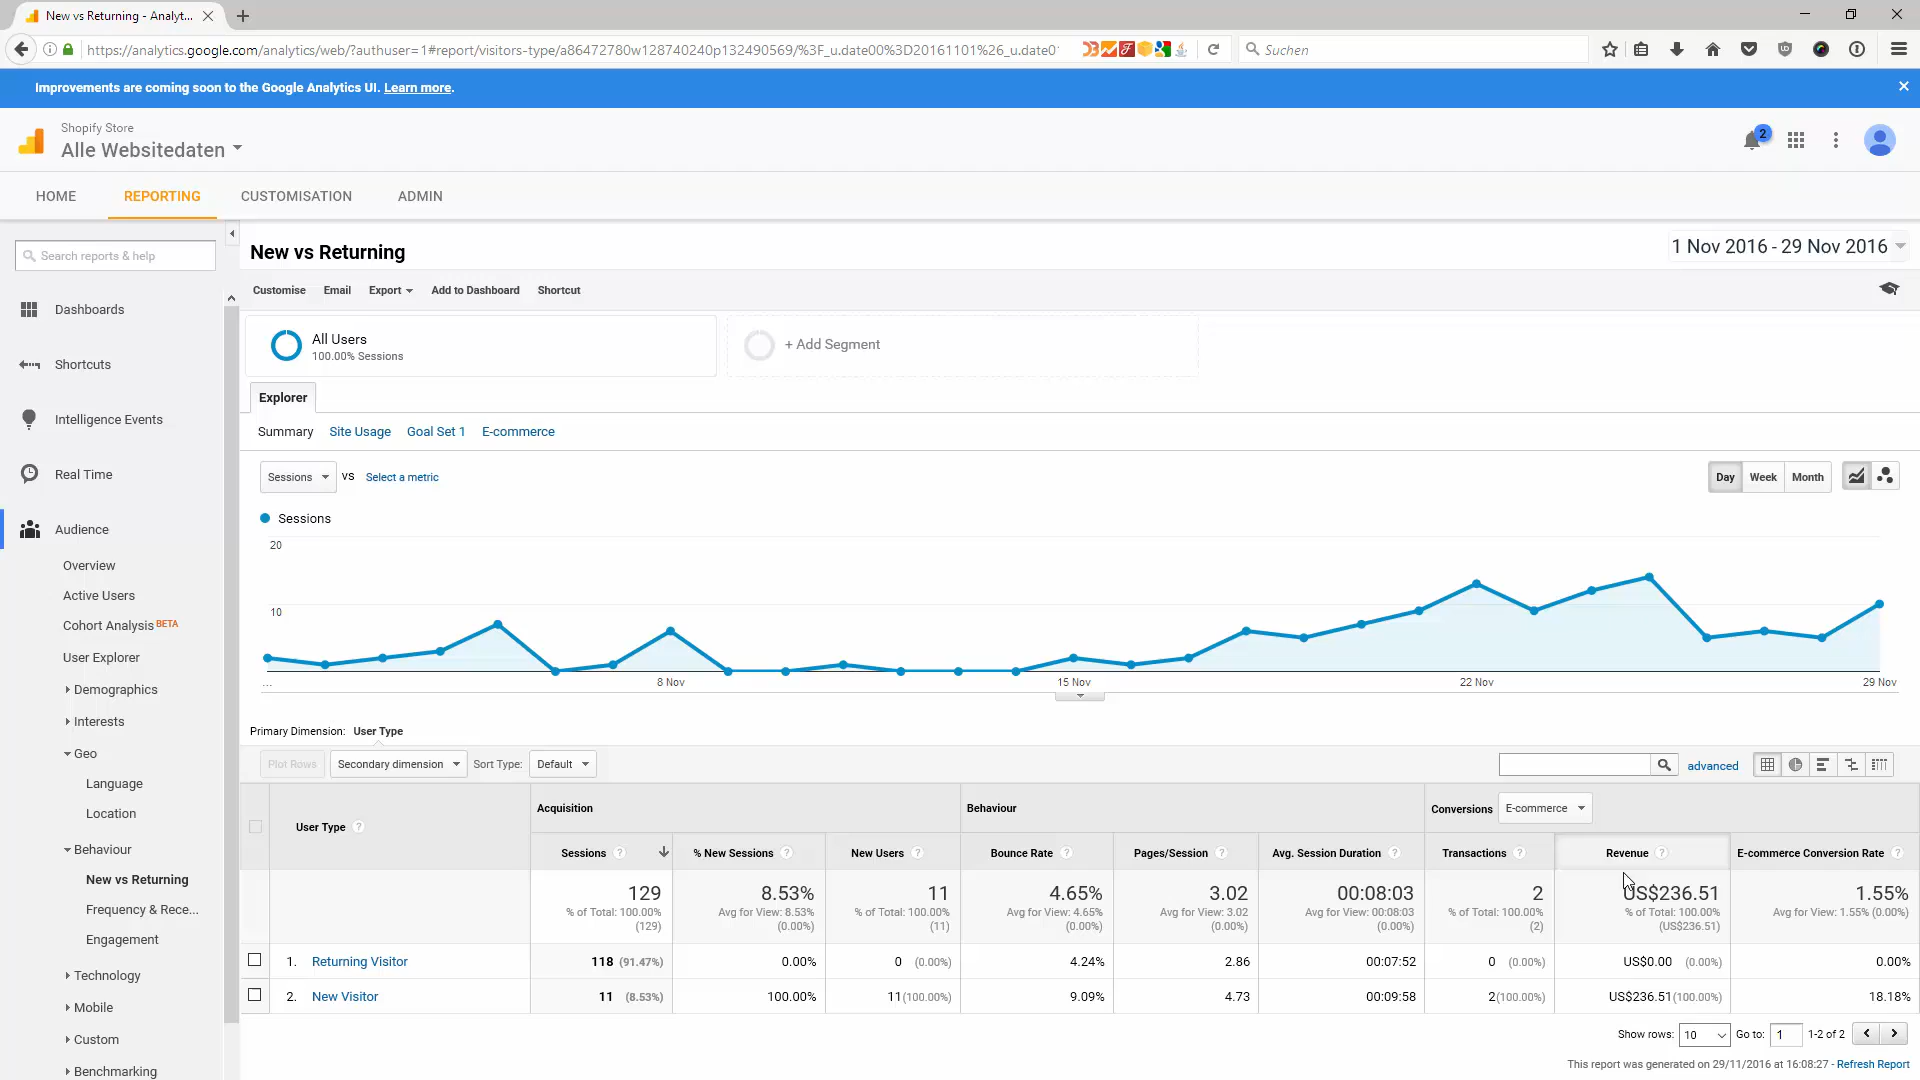 New vs Returning - Analyt...
https://analytics.google.com/analytics/web/?authuser=1#report/visitors-type/a86472780w128740240p132490569/%3F_u.date00%3D20161101%26_u.date0
Suchen
Improvements are coming soon to the Google Analytics UI. Learn more.
Shopify Store
Alle Websitedaten
2
HOME REPORTING CUSTOMISATION ADMIN
Search reports & help
Dashboards
Shortcuts
Intelligence Events
Real Time
Audience
Overview
Active Users
Cohort Analysis BETA
User Explorer
Demographics
Interests
Geo
Language
Location
Behaviour
New vs Returning
Frequency & Rece...
Engagement
Technology
Mobile
Custom
Benchmarking
New vs Returning
1 Nov 2016 - 29 Nov 2016
Customise Email Export Add to Dashboard Shortcut
All Users
100.00% Sessions
+ Add Segment
Explorer
Summary Site Usage Goal Set 1 E-commerce
Sessions vs Select a metric
Day Week Month
Sessions
20
10
... 8 Nov 15 Nov 22 Nov 29 Nov
Primary Dimension: User Type
Plot Rows Secondary dimension Sort Type: Default advanced
User Type ? Acquisition Behaviour Conversions E-commerce
Sessions ? % New Sessions ? New Users ? Bounce Rate ? Pages/Session ? Avg. Session Duration ? Transactions ? Revenue ? E-commerce Conversion Rate ?
129 8.53% 11 4.65% 3.02 00:08:03 2 US$236.51 1.55%
% of Total: 100.00% Avg for View: 8.53% % of Total: 100.00% Avg for View: 4.65% Avg for View: 3.02 Avg for View: 00:08:03 % of Total: 100.00% % of Total: 100.00% Avg for View: 1.55% (0.00%)
(129) (0.00%) (11) (0.00%) (0.00%) (0.00%) (2) (US$236.51)
1. Returning Visitor 118 (91.47%) 0.00% 0 (0.00%) 4.24% 2.86 00:07:52 0 (0.00%) US$0.00 (0.00%) 0.00%
2. New Visitor 11 (8.53%) 100.00% 11(100.00%) 9.09% 4.73 00:09:58 2(100.00%) US$236.51(100.00%) 18.18%
Show rows: 10 Go to: 1 1-2 of 2
This report was generated on 29/11/2016 at 16:08:27 - Refresh Report